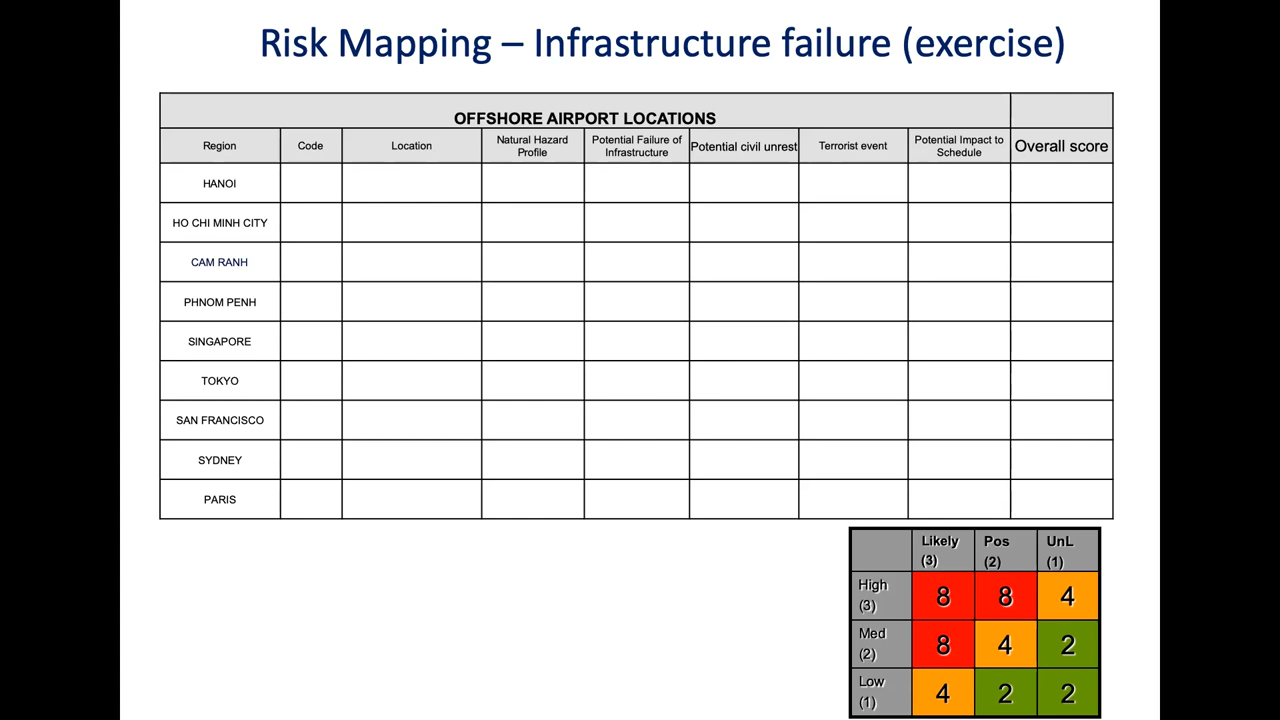 Risk Mapping – Infrastructure failure (exercise)
OFFSHORE AIRPORT LOCATIONS
Region Code Location Natural Hazard Profile Potential Failure of Infrastructure Potential civil unrest Terrorist event Potential Impact to Schedule Overall score
HANOI
HO CHI MINH CITY
CAM RANH
PHNOM PENH
SINGAPORE
TOKYO
SAN FRANCISCO
SYDNEY
PARIS
Likely (3) Pos (2) UnL (1)
High (3) 8 8 4
Med (2) 8 4 2
Low (1) 4 2 2